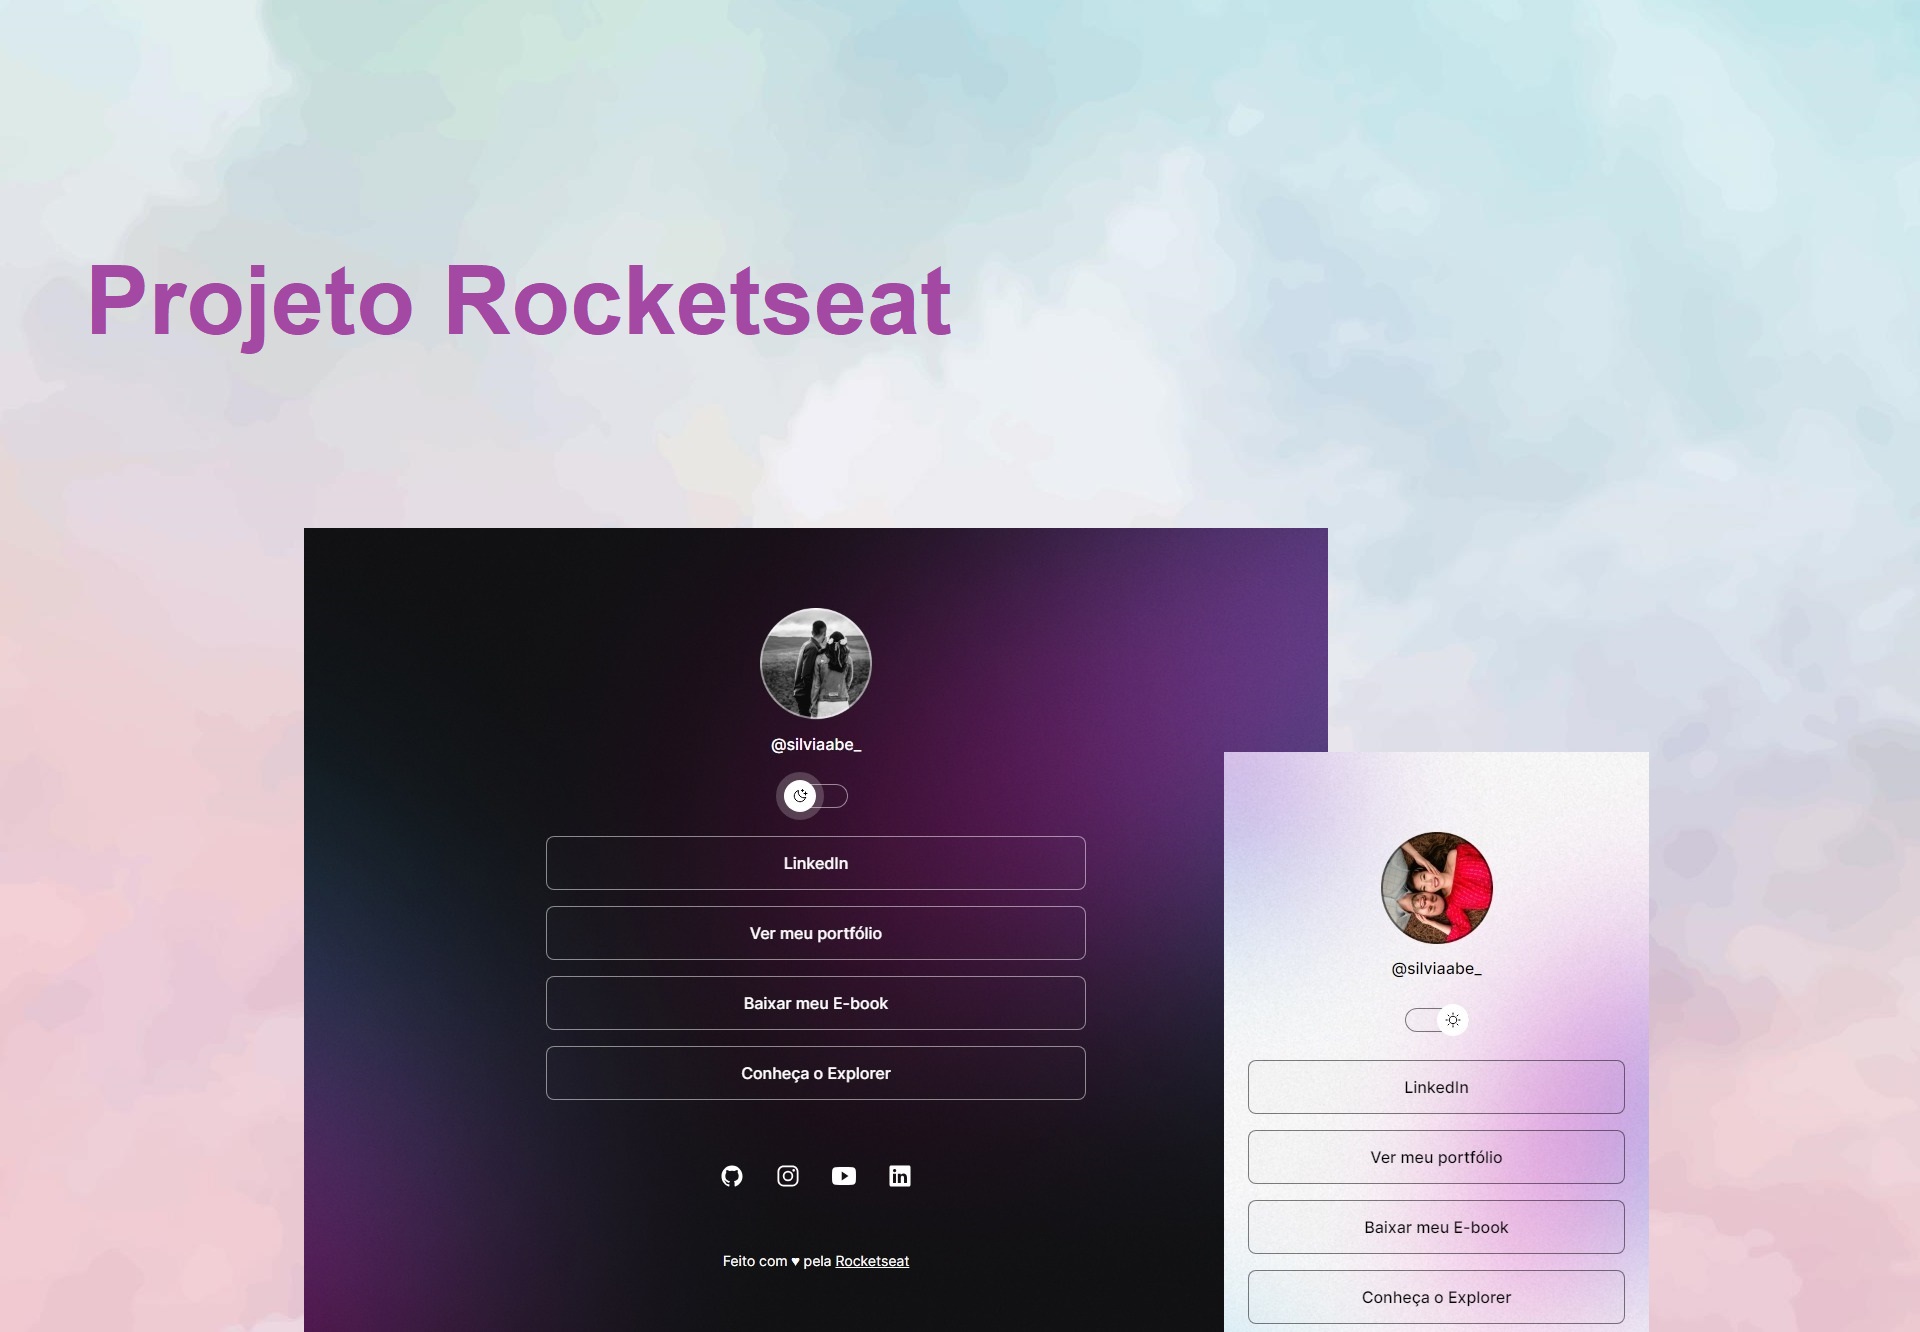 Projeto Rocketseat
@silviaabe_
LinkedIn
Ver meu portfólio
Baixar meu E-book
Conheça o Explorer
Feito com ♥ pela Rocketseat
@silviaabe_
LinkedIn
Ver meu portfólio
Baixar meu E-book
Conheça o Explorer